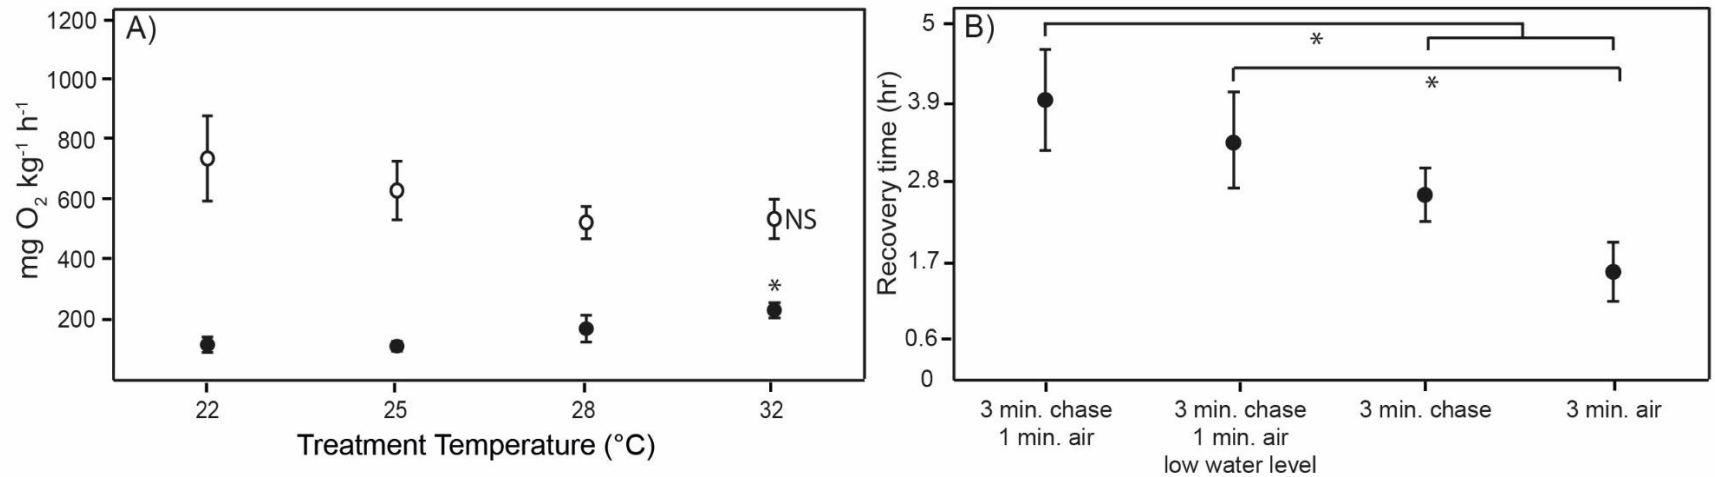 A)
1200
1000
800
600
400
200
mg O2 kg-1 h-1
NS
*
22
25
28
32
Treatment Temperature (°C)
B)
5
3.9
2.8
1.7
0.6
0
Recovery time (hr)
*
*
3 min. chase
1 min. air
3 min. chase
1 min. air
low water level
3 min. chase
3 min. air